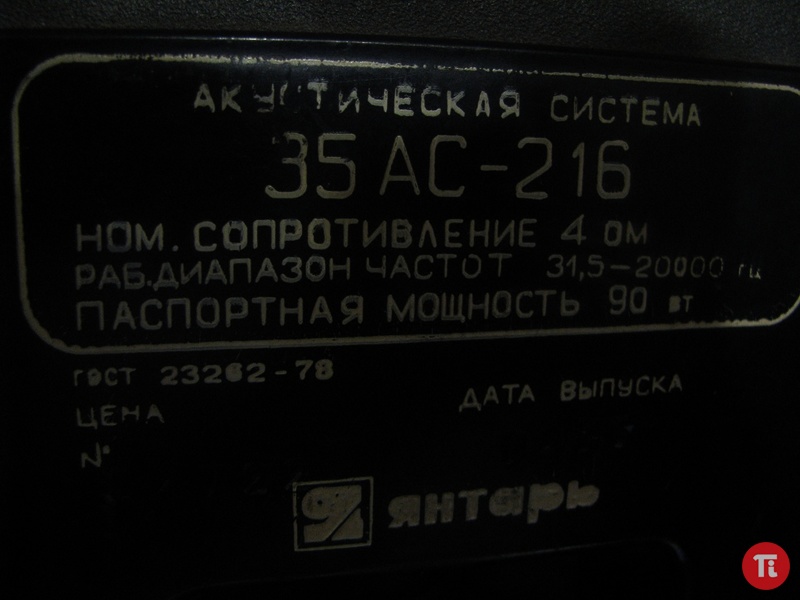 АКУСТИЧЕСКАЯ СИСТЕМА
35 АС-216
НОМ. СОПРОТИВЛЕНИЕ 4 ОМ
РАБ. ДИАПАЗОН ЧАСТОТ 31,5-20000 ГЦ
ПАСПОРТНАЯ МОЩНОСТЬ 90 ВТ
ГОСТ 23262-78
ЦЕНА
ДАТА ВЫПУСКА
№
ЯНТАРЬ
Ti